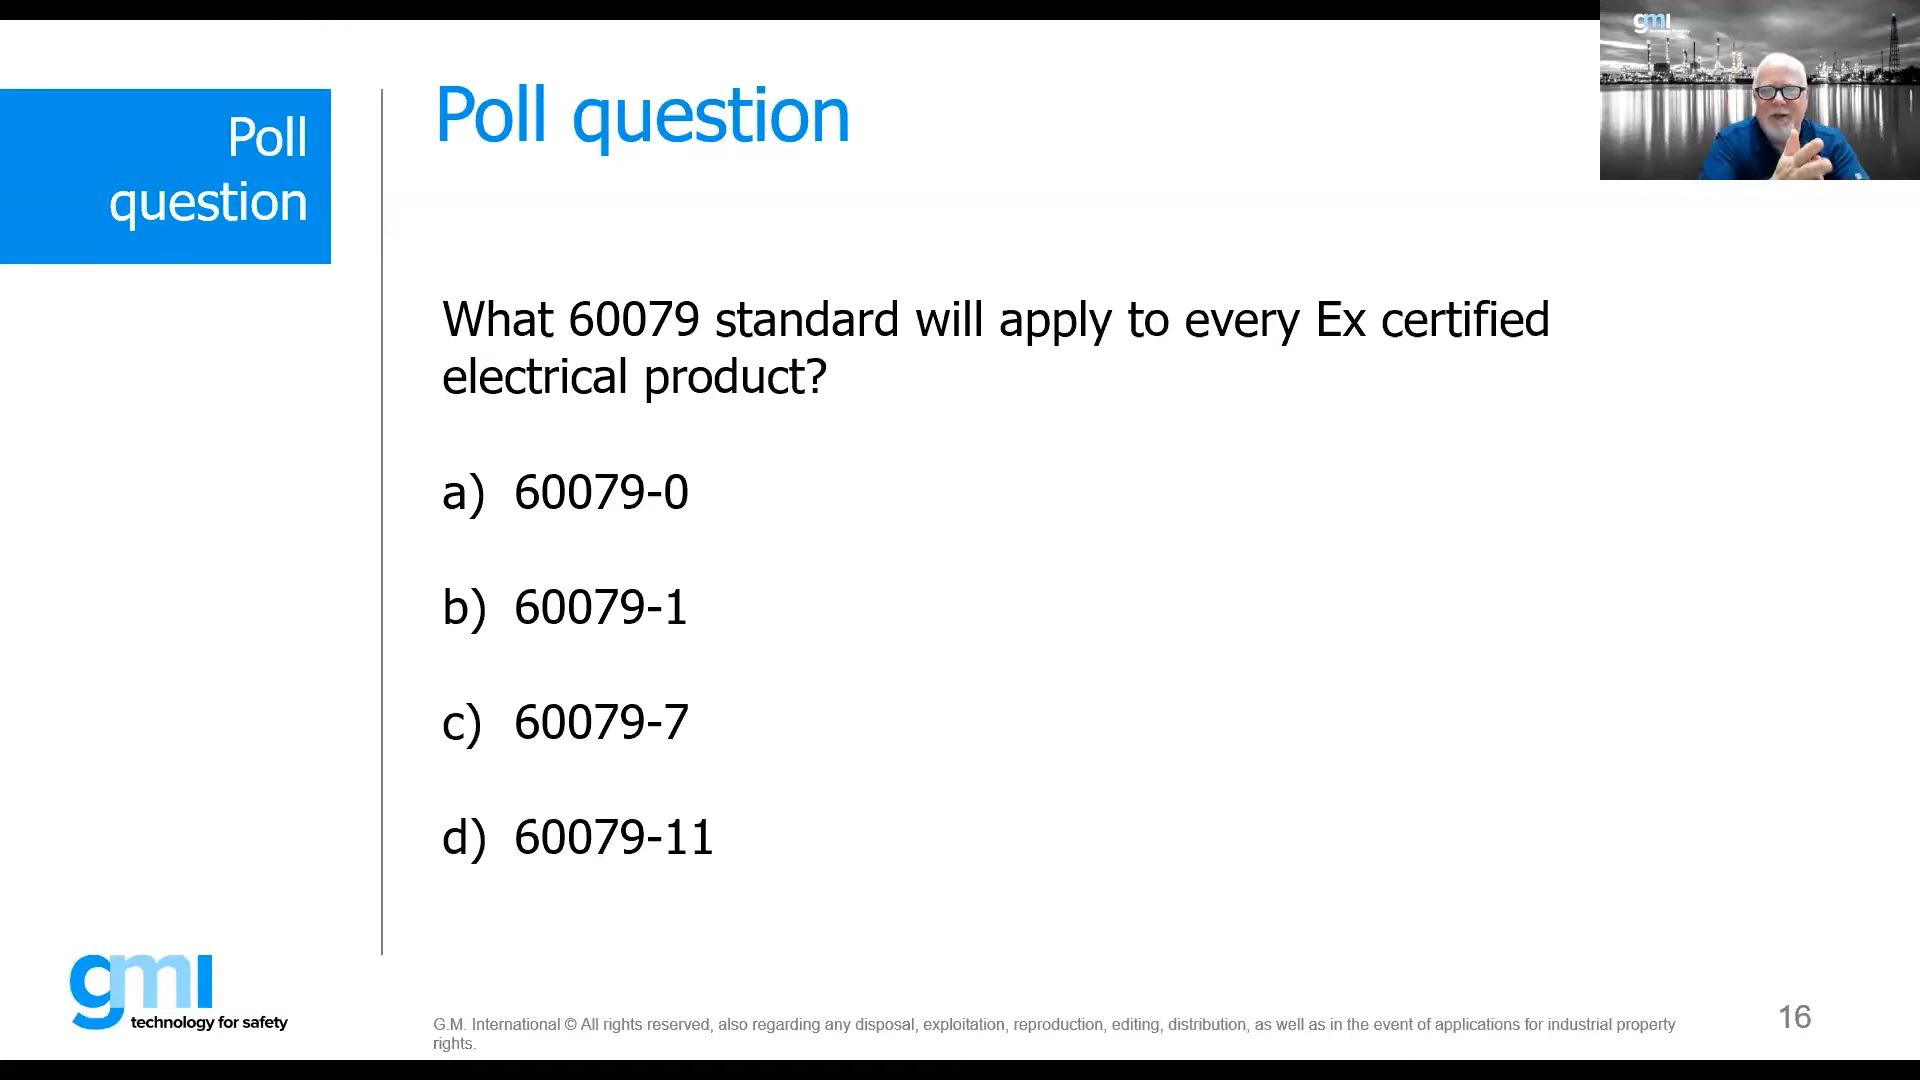 Poll
question
Poll question
gmi
What 60079 standard will apply to every Ex certified
electrical product?
a) 60079-0
b) 60079-1
c) 60079-7
d) 60079-11
gmi
technology for safety
G.M. International © All rights reserved, also regarding any disposal, exploitation, reproduction, editing, distribution, as well as in the event of applications for industrial property
rights.
16